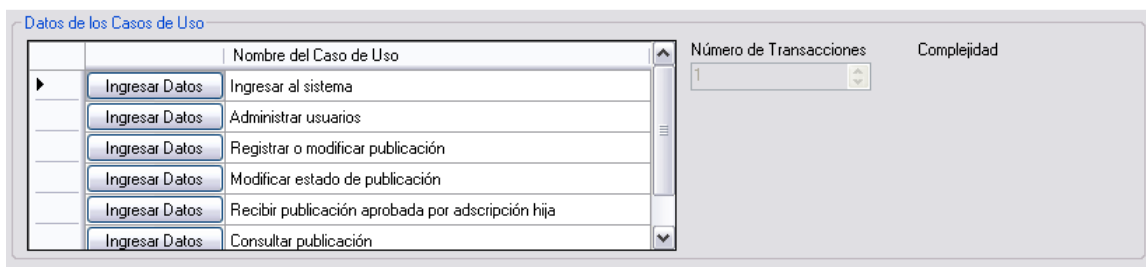 Datos de los Casos de Uso
Nombre del Caso de Uso
Número de Transacciones
Complejidad
1
Ingresar Datos Ingresar al sistema
Ingresar Datos Administrar usuarios
Ingresar Datos Registrar o modificar publicación
Ingresar Datos Modificar estado de publicación
Ingresar Datos Recibir publicación aprobada por adscripción hija
Ingresar Datos Consultar publicación